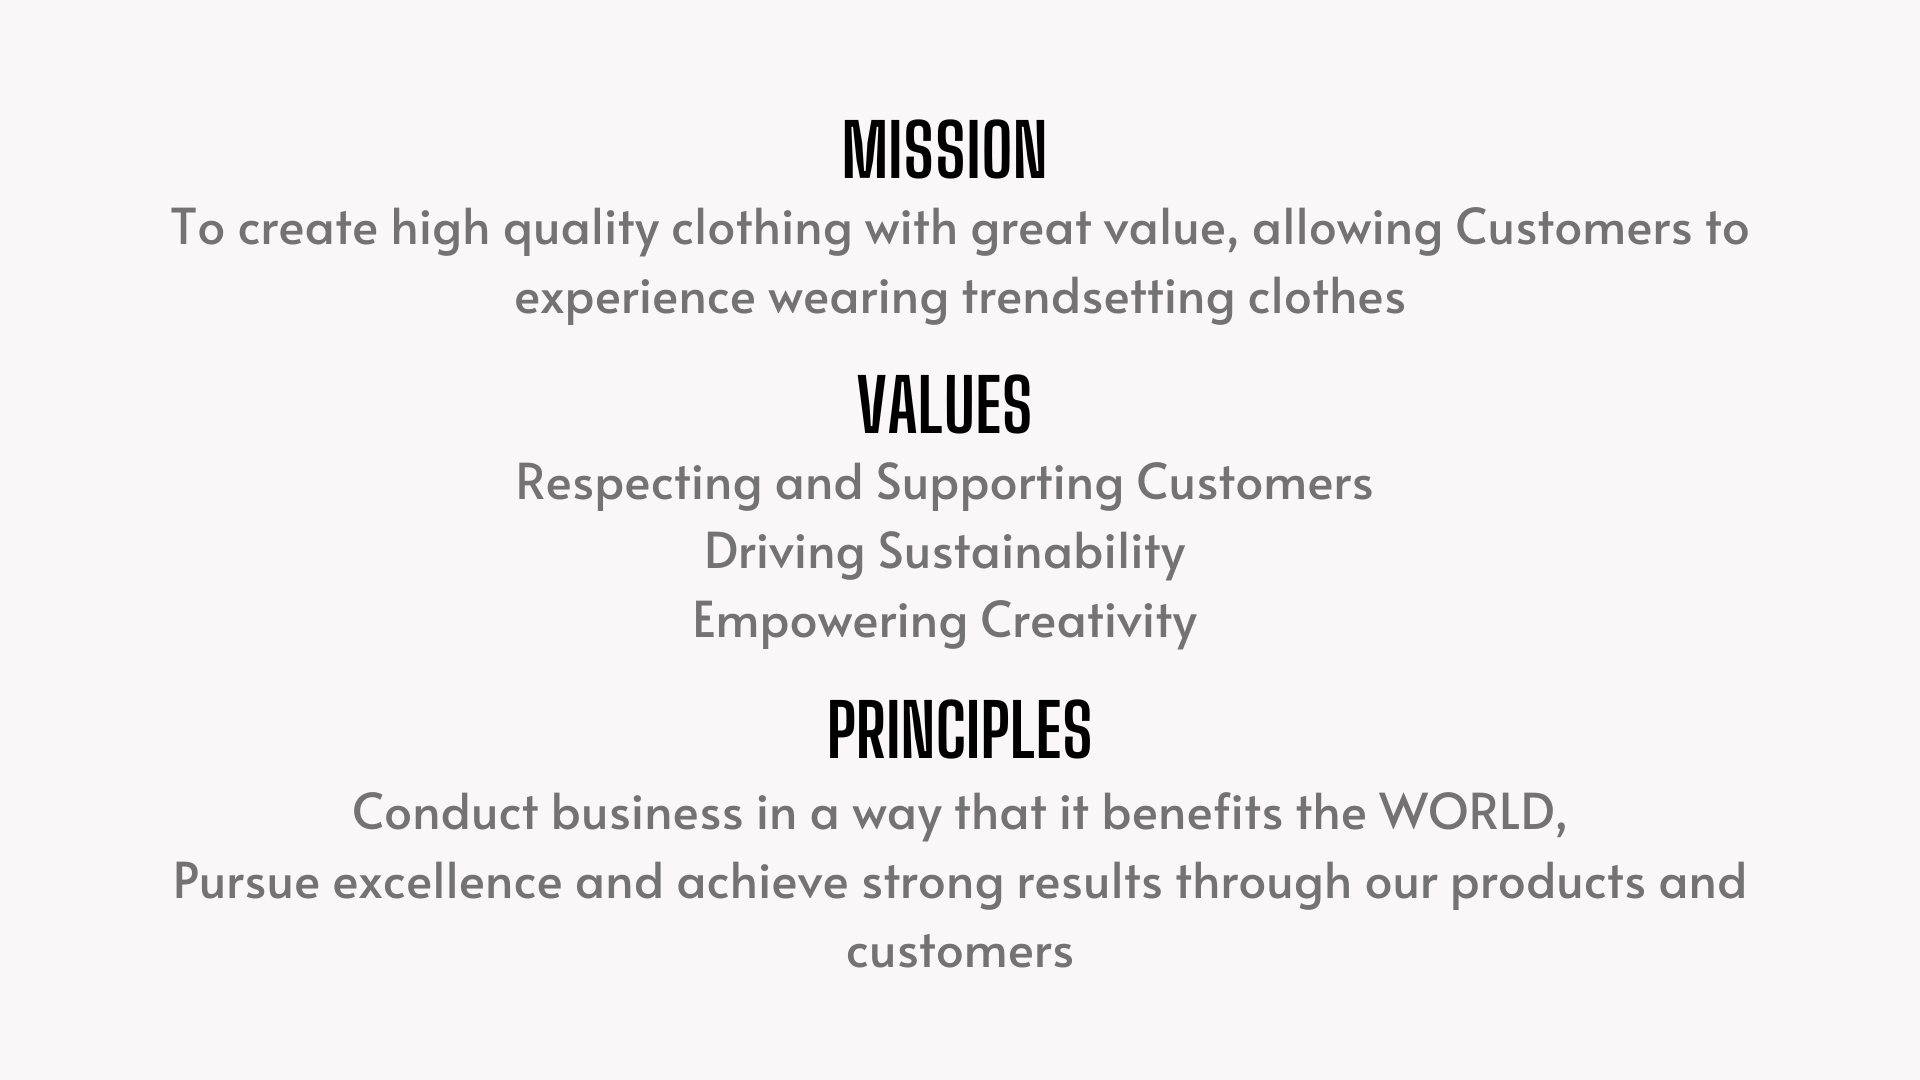 MISSION
To create high quality clothing with great value, allowing Customers to
experience wearing trendsetting clothes
VALUES
Respecting and Supporting Customers
Driving Sustainability
Empowering Creativity
PRINCIPLES
Conduct business in a way that it benefits the WORLD,
Pursue excellence and achieve strong results through our products and
customers